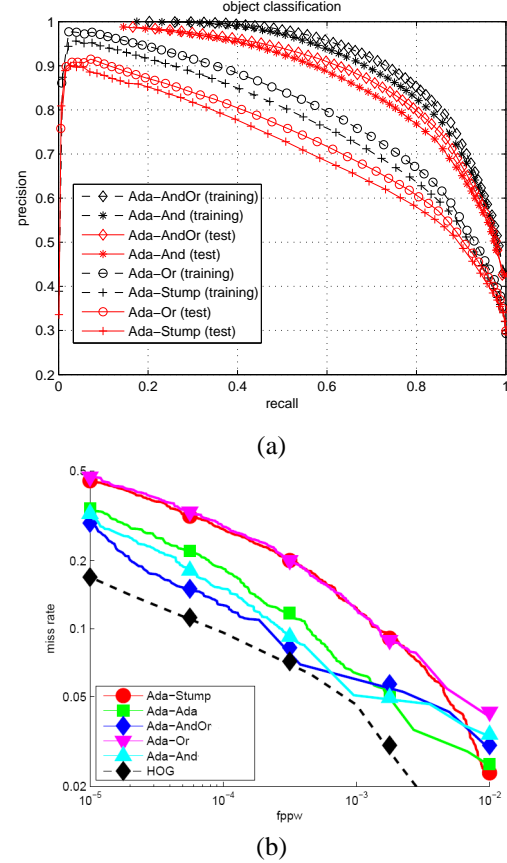 object classification
1
0.9
0.8
0.7
0.6
0.5
0.4
0.3
0.2
precision
Ada−AndOr (training)
Ada−And (training)
Ada−AndOr (test)
Ada−And (test)
Ada−Or (training)
Ada−Stump (training)
Ada−Or (test)
Ada−Stump (test)
0 0.2 0.4 0.6 0.8 1
recall
(a)
0.5
0.2
0.1
0.05
0.02
miss rate
Ada−Stump
Ada−Ada
Ada−AndOr
Ada−Or
Ada−And
HOG
10−5 10−4 10−3 10−2
fppw
(b)